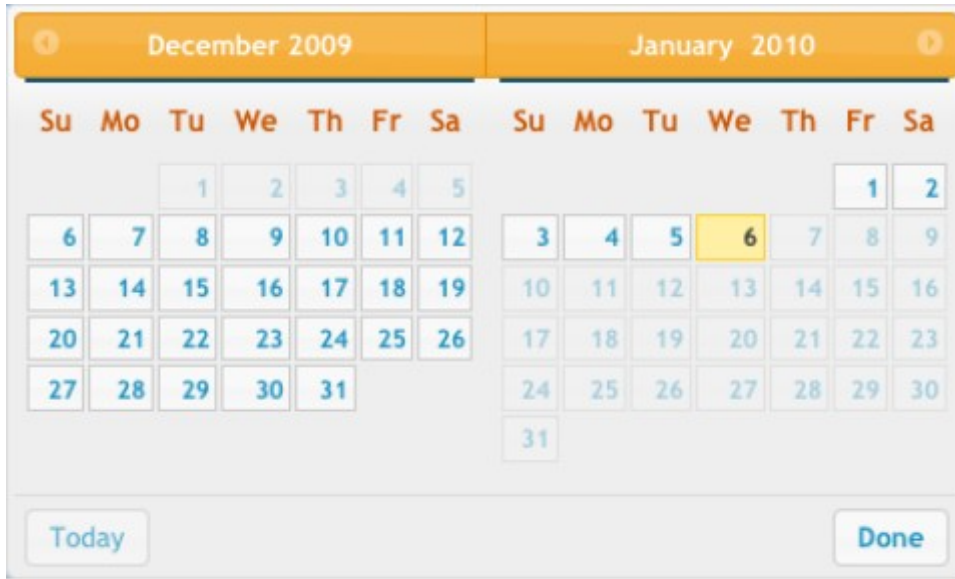 December 2009 January 2010
Su Mo Tu We Th Fr Sa Su Mo Tu We Th Fr Sa
1 2 3 4 5 1 2
6 7 8 9 10 11 12 3 4 5 6 7 8 9
13 14 15 16 17 18 19 10 11 12 13 14 15 16
20 21 22 23 24 25 26 17 18 19 20 21 22 23
27 28 29 30 31 24 25 26 27 28 29 30
31
Today Done